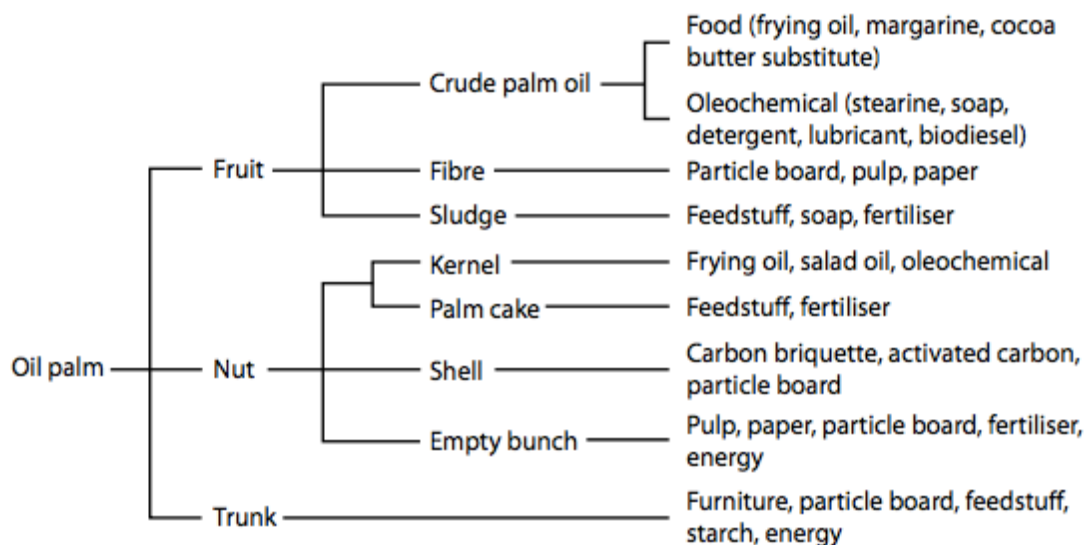 Food (frying oil, margarine, cocoa
butter substitute)
Crude palm oil
Oleochemical (stearine, soap,
detergent, lubricant, biodiesel)
Fruit
Fibre
Particle board, pulp, paper
Sludge
Feedstuff, soap, fertiliser
Kernel
Frying oil, salad oil, oleochemical
Palm cake
Feedstuff, fertiliser
Oil palm
Nut
Shell
Carbon briquette, activated carbon,
particle board
Empty bunch
Pulp, paper, particle board, fertiliser,
energy
Trunk
Furniture, particle board, feedstuff,
starch, energy